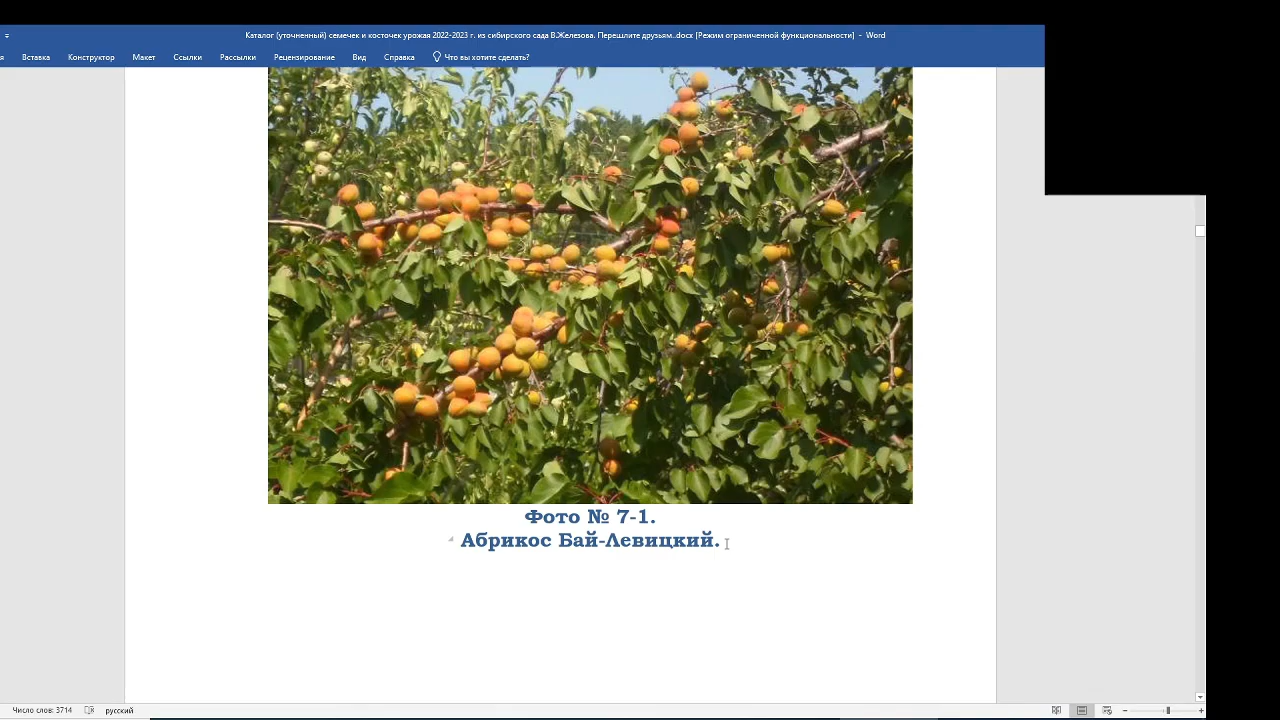 Каталог (уточненный) семечек и косточек урожая 2022-2023 г. из сибирского сада В.Железова. Перешлите друзьям..docx [Режим ограниченной функциональности] - Word
я Вставка Конструктор Макет Ссылки Рассылки Рецензирование Вид Справка Что вы хотите сделать?
Фото № 7-1.
Абрикос Бай-Левицкий.
Число слов: 3714 русский